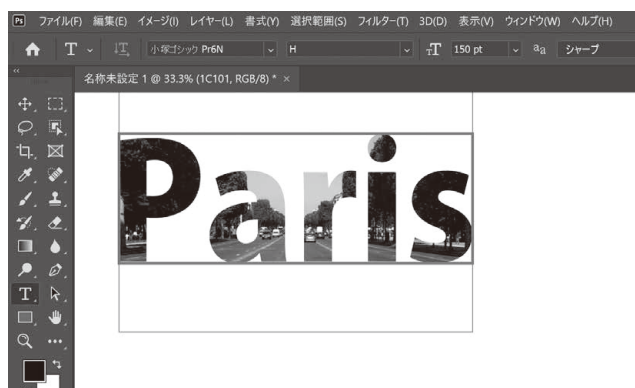 Ps ファイル(F) 編集(E) イメージ(I) レイヤー(L) 書式(Y) 選択範囲(S) フィルター(T) 3D(D) 表示(V) ウィンドウ(W) ヘルプ(H)
T 小塚ゴシック Pr6N H 150 pt シャープ
名称未設定 1 @ 33.3% (1C101, RGB/8) * ×
Paris